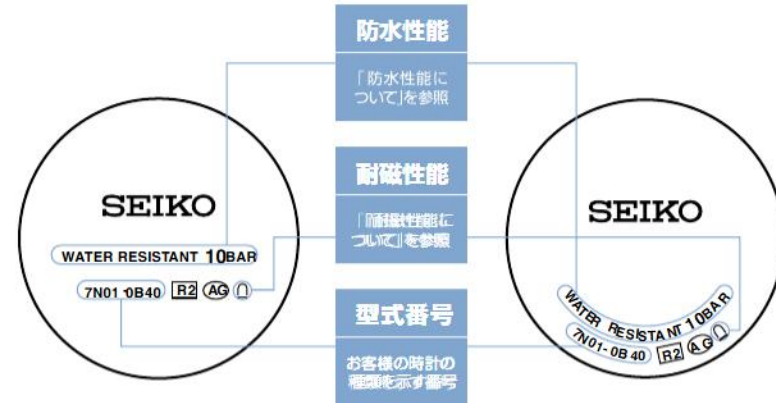 防水性能
「防水性能に
ついて」を参照
耐磁性能
「耐磁性能に
ついて」を参照
型式番号
お客様の時計の
種類を示す番号
SEIKO
WATER RESISTANT 10BAR
7N01-0B40 R2 AG
SEIKO
WATER RESISTANT 10BAR
7N01-0B40 R2 AG